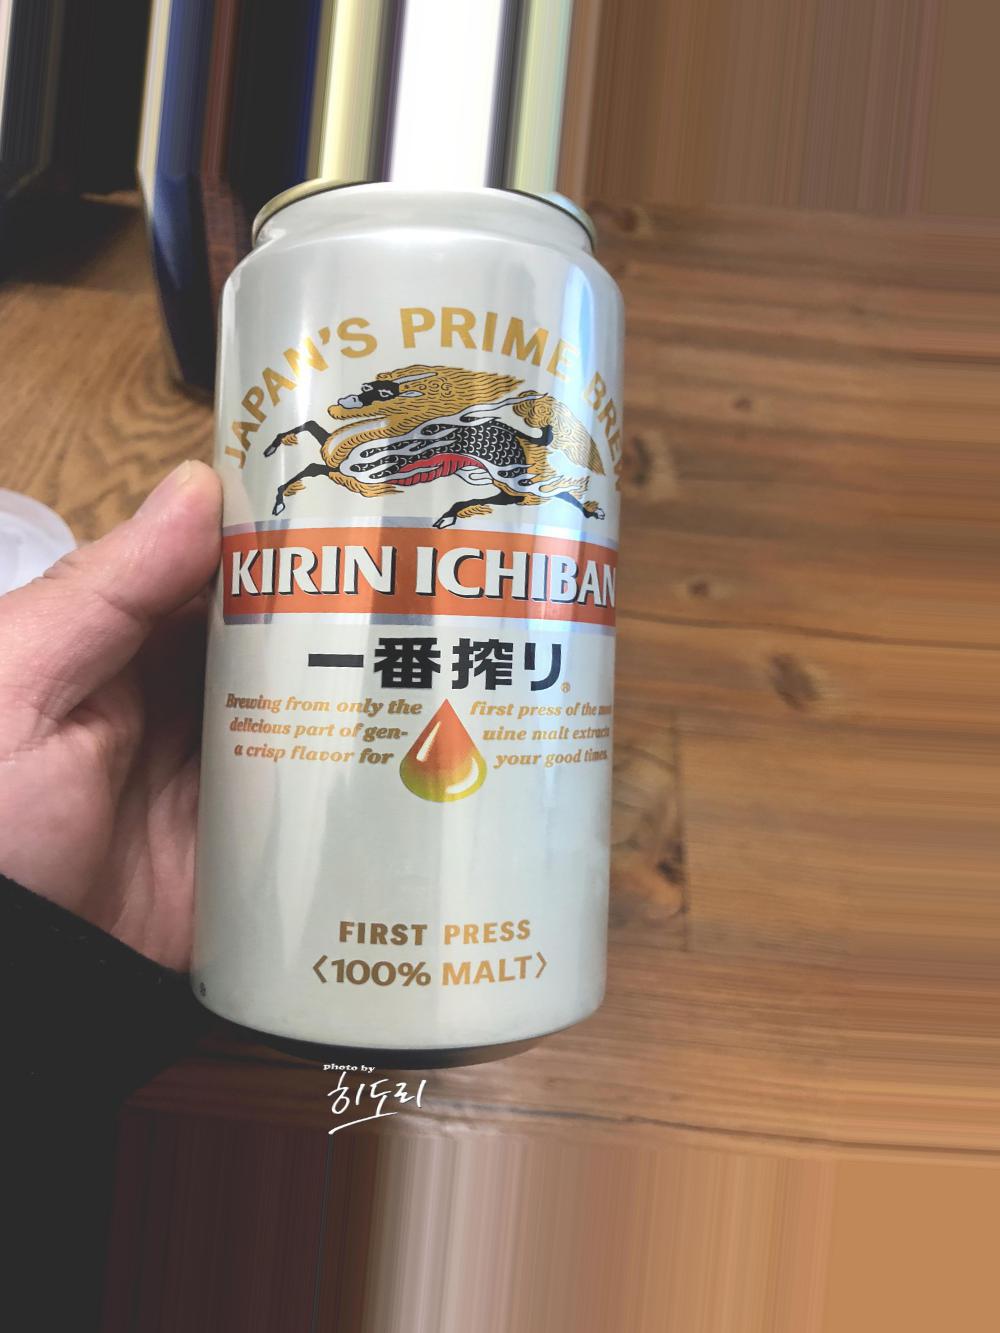 JAPAN'S PRIME BREW
KIRIN ICHIBAN
一番搾り®
Brewing from only the first press of the most
delicious part of gen- uine malt extracts
a crisp flavor for your good times.
FIRST PRESS
〈100% MALT〉
photo by
히도리